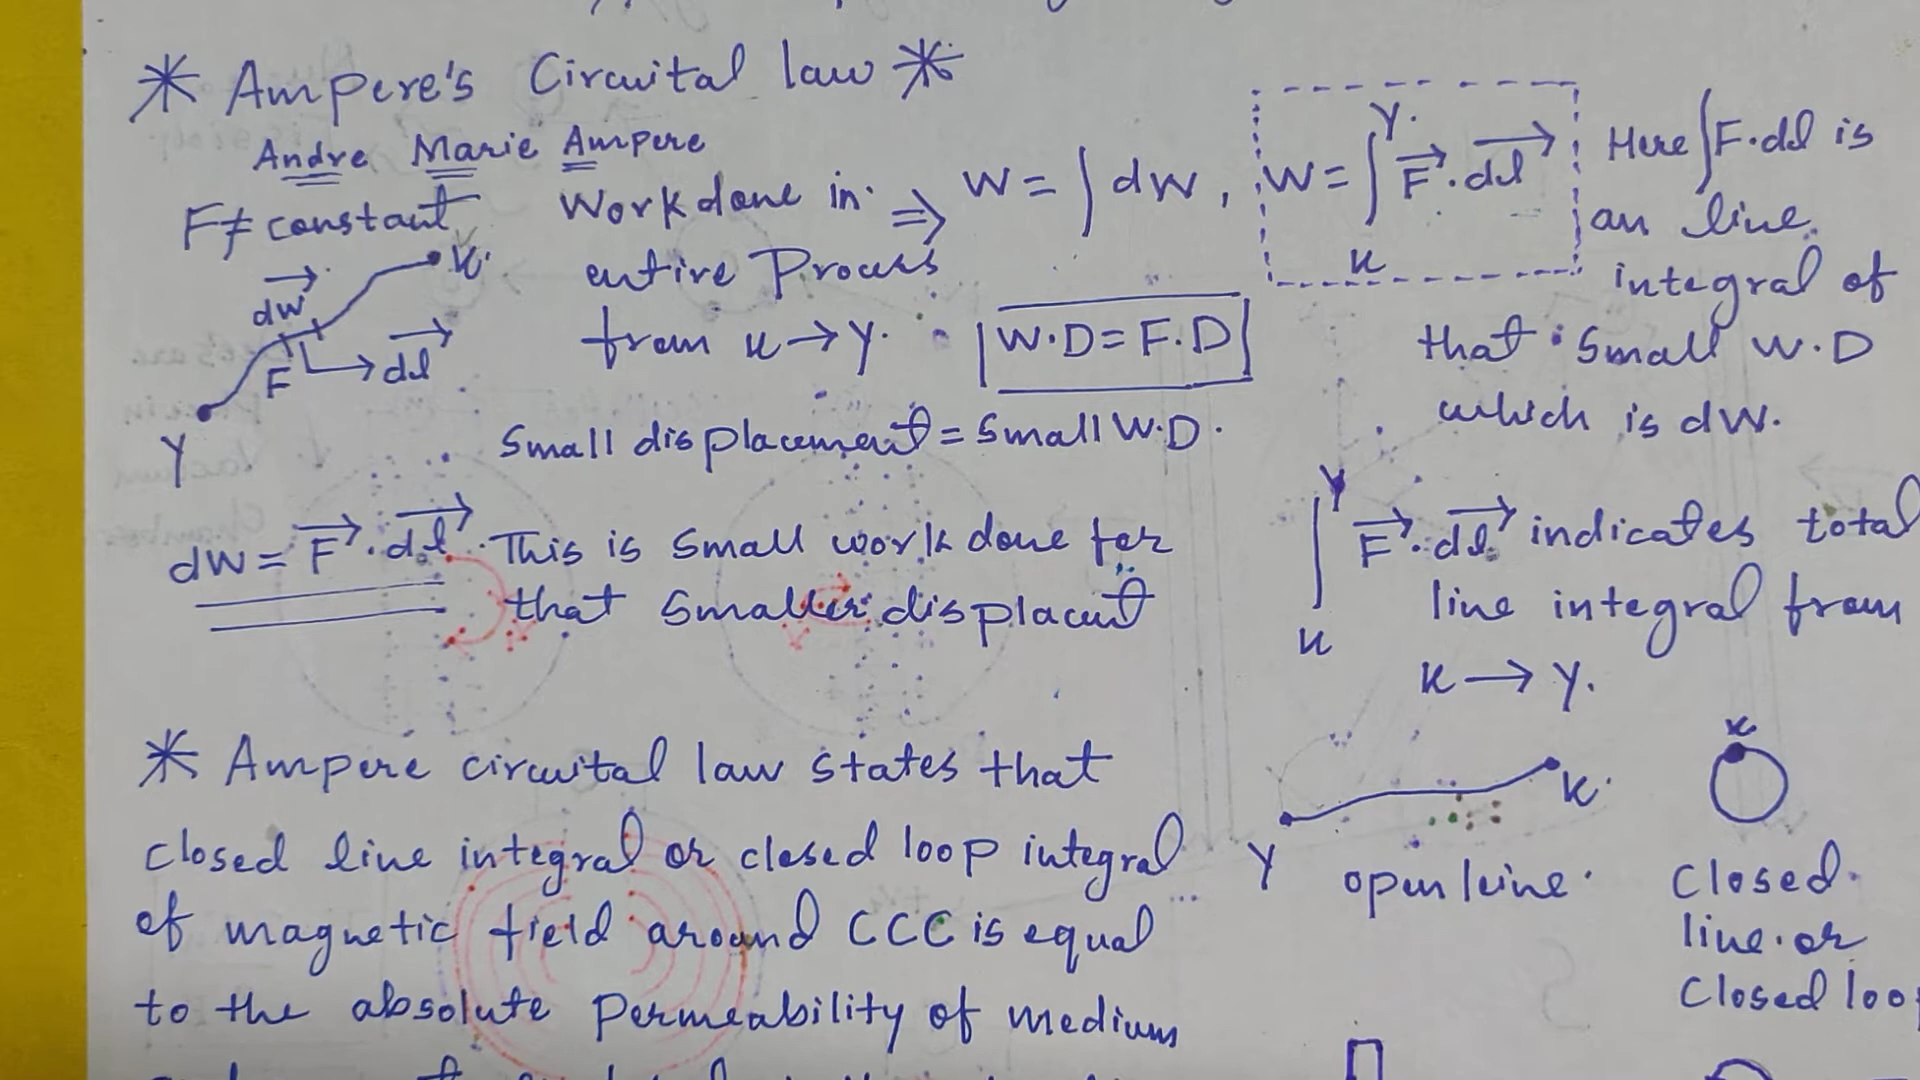 * Ampere's Circuital law *
Andre Marie Ampere
F ≠ constant
x.
dw
F
dl
Y
Work done in
entire Process
from x → y.
⇒ W = ∫ dW, W = ∫ F . dl
Y.
x
W.D = F.D
Here ∫ F.dl is
an line
integral of
that small W.D
which is dW.
Small displacement = Small W.D.
dW = F . dl . This is small work done for
that smaller displacent
Y
∫ F . dl indicates total
x
line integral from
x → y.
* Ampere circuital law states that
closed line integral or closed loop integral
of magnetic field around CCC is equal
to the absolute Permeability of medium
x.
Y
open line.
x
Closed
line or
Closed loop